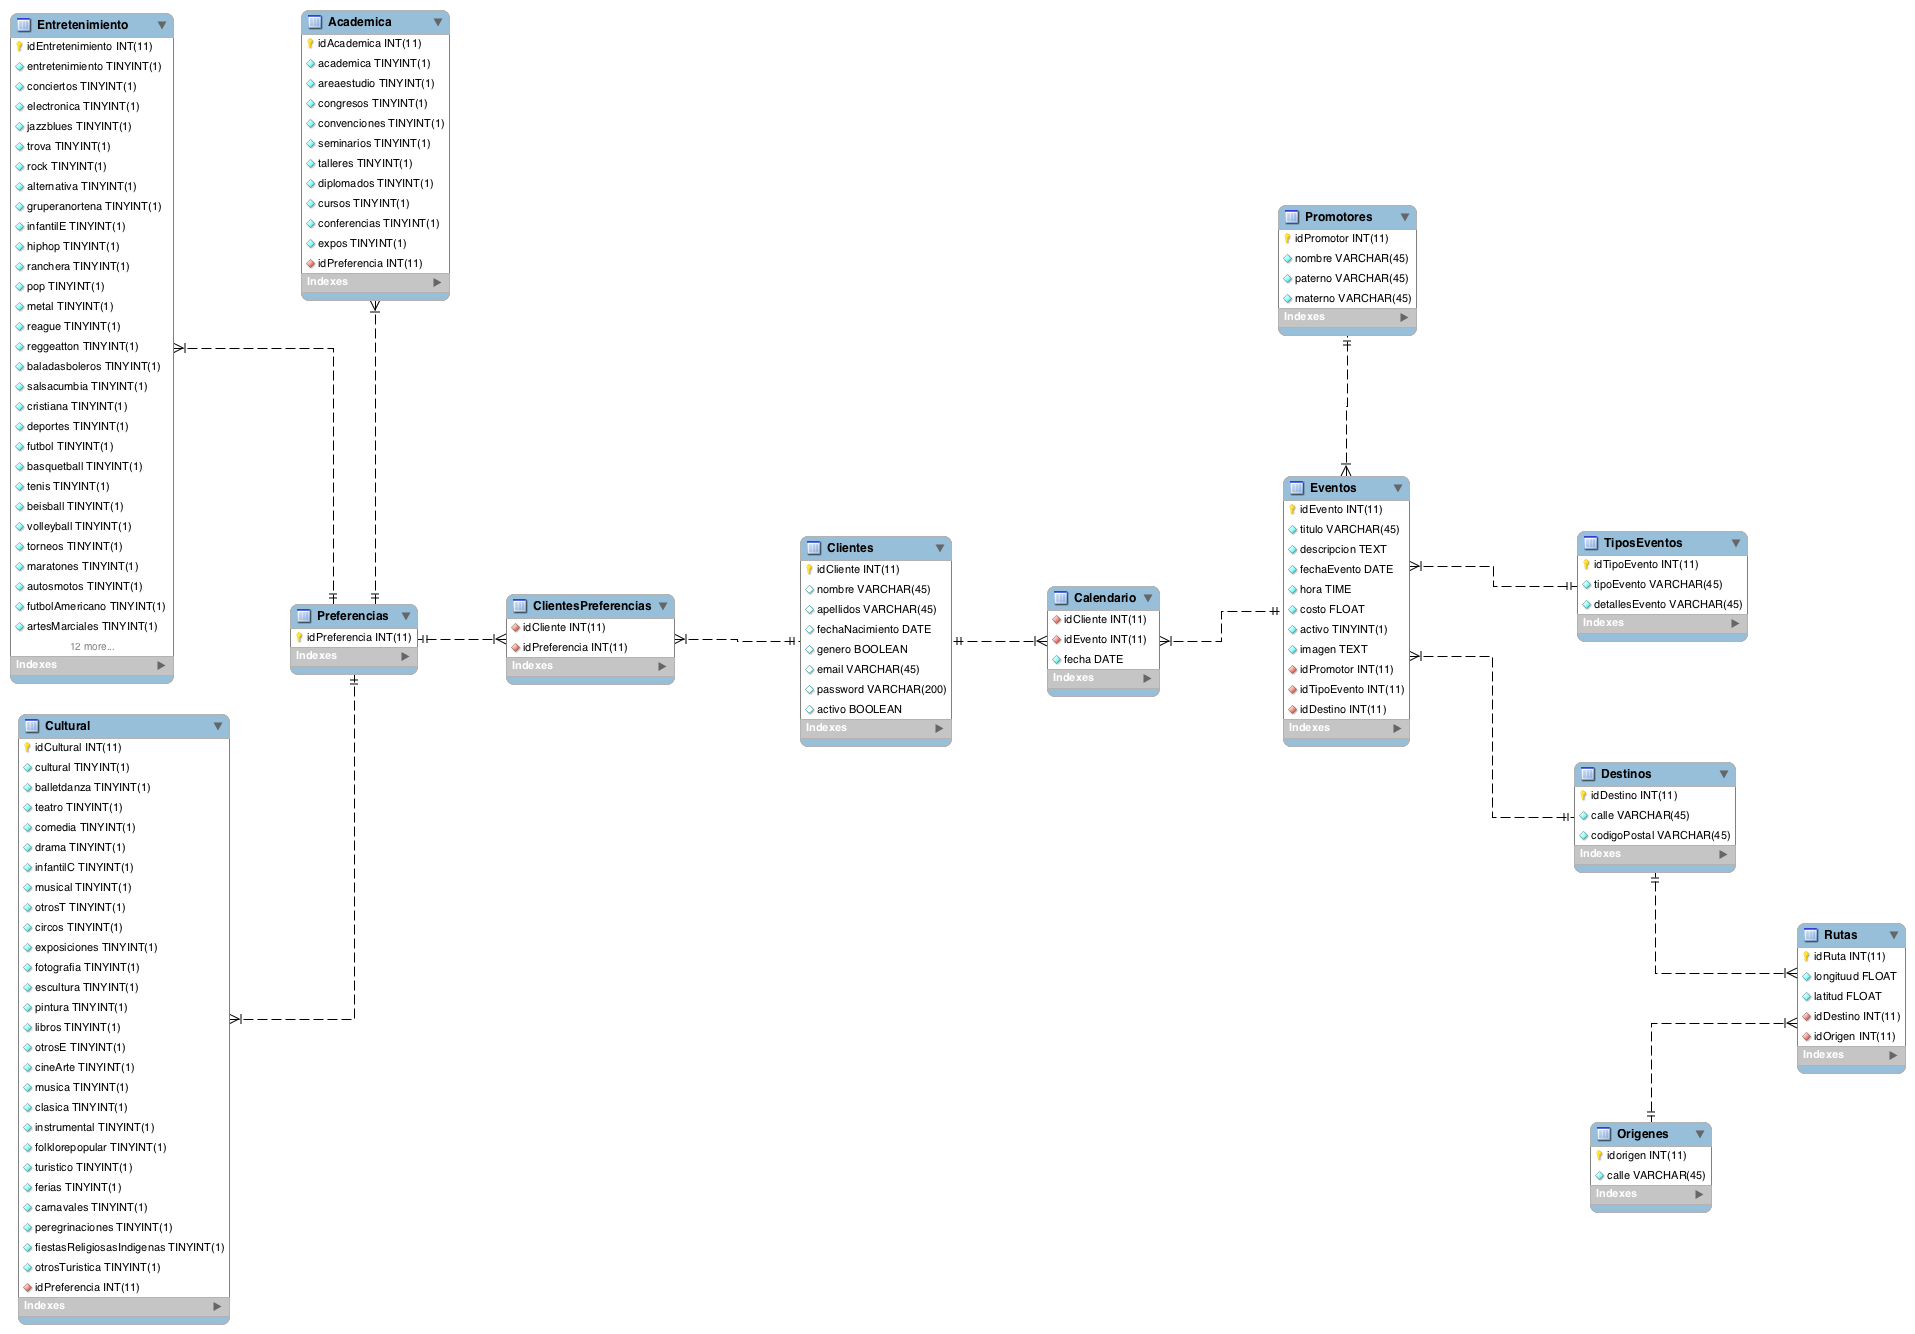 Entretenimiento
idEntretenimiento INT(11)
entretenimiento TINYINT(1)
conciertos TINYINT(1)
electronica TINYINT(1)
jazzblues TINYINT(1)
trova TINYINT(1)
rock TINYINT(1)
alternativa TINYINT(1)
gruperanortena TINYINT(1)
infantilE TINYINT(1)
hiphop TINYINT(1)
ranchera TINYINT(1)
pop TINYINT(1)
metal TINYINT(1)
reague TINYINT(1)
reggeatton TINYINT(1)
baladasboleros TINYINT(1)
salsacumbia TINYINT(1)
cristiana TINYINT(1)
deportes TINYINT(1)
futbol TINYINT(1)
basquetball TINYINT(1)
tenis TINYINT(1)
beisball TINYINT(1)
volleyball TINYINT(1)
torneos TINYINT(1)
maratones TINYINT(1)
autosmotos TINYINT(1)
futbolAmericano TINYINT(1)
artesMarciales TINYINT(1)
12 more...
Indexes
Academica
idAcademica INT(11)
academica TINYINT(1)
areaestudio TINYINT(1)
congresos TINYINT(1)
convenciones TINYINT(1)
seminarios TINYINT(1)
talleres TINYINT(1)
diplomados TINYINT(1)
cursos TINYINT(1)
conferencias TINYINT(1)
expos TINYINT(1)
idPreferencia INT(11)
Indexes
Promotores
idPromotor INT(11)
nombre VARCHAR(45)
paterno VARCHAR(45)
materno VARCHAR(45)
Indexes
Preferencias
idPreferencia INT(11)
Indexes
ClientesPreferencias
idCliente INT(11)
idPreferencia INT(11)
Indexes
Clientes
idCliente INT(11)
nombre VARCHAR(45)
apellidos VARCHAR(45)
fechaNacimiento DATE
genero BOOLEAN
email VARCHAR(45)
password VARCHAR(200)
activo BOOLEAN
Indexes
Calendario
idCliente INT(11)
idEvento INT(11)
fecha DATE
Indexes
Eventos
idEvento INT(11)
titulo VARCHAR(45)
descripcion TEXT
fechaEvento DATE
hora TIME
costo FLOAT
activo TINYINT(1)
imagen TEXT
idPromotor INT(11)
idTipoEvento INT(11)
idDestino INT(11)
Indexes
TiposEventos
idTipoEvento INT(11)
tipoEvento VARCHAR(45)
detallesEvento VARCHAR(45)
Indexes
Cultural
idCultural INT(11)
cultural TINYINT(1)
balletdanza TINYINT(1)
teatro TINYINT(1)
comedia TINYINT(1)
drama TINYINT(1)
infantilC TINYINT(1)
musical TINYINT(1)
otrosT TINYINT(1)
circos TINYINT(1)
exposiciones TINYINT(1)
fotografia TINYINT(1)
escultura TINYINT(1)
pintura TINYINT(1)
libros TINYINT(1)
otrosE TINYINT(1)
cineArte TINYINT(1)
musica TINYINT(1)
clasica TINYINT(1)
instrumental TINYINT(1)
folklorepopular TINYINT(1)
turistico TINYINT(1)
ferias TINYINT(1)
carnavales TINYINT(1)
peregrinaciones TINYINT(1)
fiestasReligiosasIndigenas TINYINT(1)
otrosTuristica TINYINT(1)
idPreferencia INT(11)
Indexes
Destinos
idDestino INT(11)
calle VARCHAR(45)
codigoPostal VARCHAR(45)
Indexes
Rutas
idRuta INT(11)
longituud FLOAT
latitud FLOAT
idDestino INT(11)
idOrigen INT(11)
Indexes
Origenes
idorigen INT(11)
calle VARCHAR(45)
Indexes